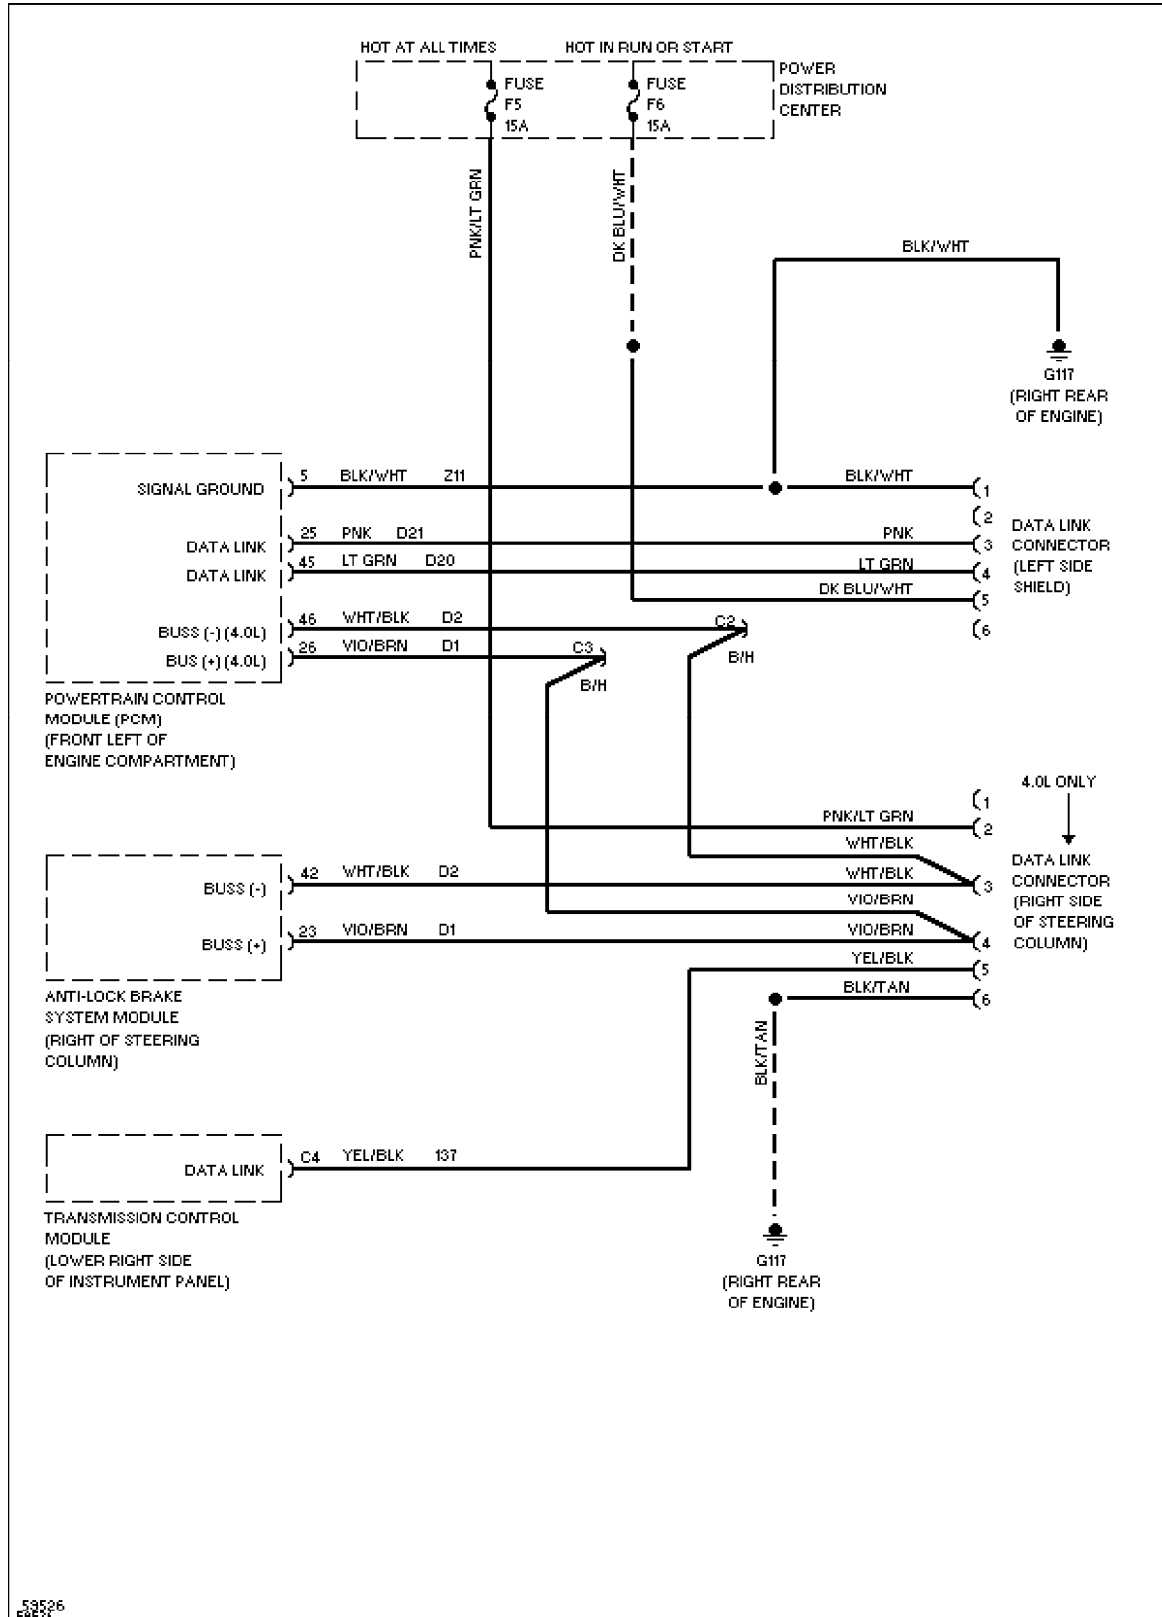 HOT AT ALL TIMES
HOT IN RUN OR START
FUSE
F5
15A
FUSE
F6
15A
POWER
DISTRIBUTION
CENTER
PNK/LT GRN
DK BLU/WHT
BLK/WHT
G117
(RIGHT REAR
OF ENGINE)
SIGNAL GROUND
5 BLK/WHT Z11
BLK/WHT
1
2
DATA LINK
25 PNK D21
PNK
3
DATA LINK
45 LT GRN D20
LT GRN
4
DK BLU/WHT
5
6
DATA LINK
CONNECTOR
(LEFT SIDE
SHIELD)
BUSS (-) (4.0L)
46 WHT/BLK D2
C2
B/H
BUS (+) (4.0L)
26 VIO/BRN D1
C3
B/H
POWERTRAIN CONTROL
MODULE (PCM)
(FRONT LEFT OF
ENGINE COMPARTMENT)
4.0L ONLY
1
PNK/LT GRN
2
WHT/BLK
BUSS (-)
42 WHT/BLK D2
WHT/BLK
3
VIO/BRN
BUSS (+)
23 VIO/BRN D1
VIO/BRN
4
YEL/BLK
5
BLK/TAN
6
DATA LINK
CONNECTOR
(RIGHT SIDE
OF STEERING
COLUMN)
ANTI-LOCK BRAKE
SYSTEM MODULE
(RIGHT OF STEERING
COLUMN)
BLK/TAN
DATA LINK
C4 YEL/BLK 137
TRANSMISSION CONTROL
MODULE
(LOWER RIGHT SIDE
OF INSTRUMENT PANEL)
G117
(RIGHT REAR
OF ENGINE)
59526